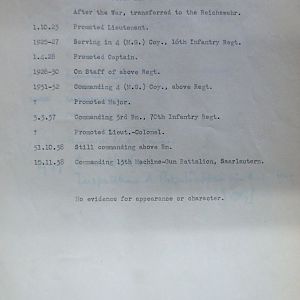 After the War, transferred to the Reichswehr.
1.10.23 Promoted Lieutenant.
1925-27 Serving in 4 (M.G.) Coy., 16th Infantry Regt.
1.4.28 Promoted Captain.
1928-30 On Staff of above Regt.
1931-32 Commanding 4 (M.G.) Coy., above Regt.
? Promoted Major.
3.3.37 Commanding 3rd Bn., 70th Infantry Regt.
? Promoted Lieut.-Colonel.
31.10.38 Still commanding above Bn.
10.11.38 Commanding 13th Machine-Gun Battalion, Saarlautern.
No evidence for appearance or character.